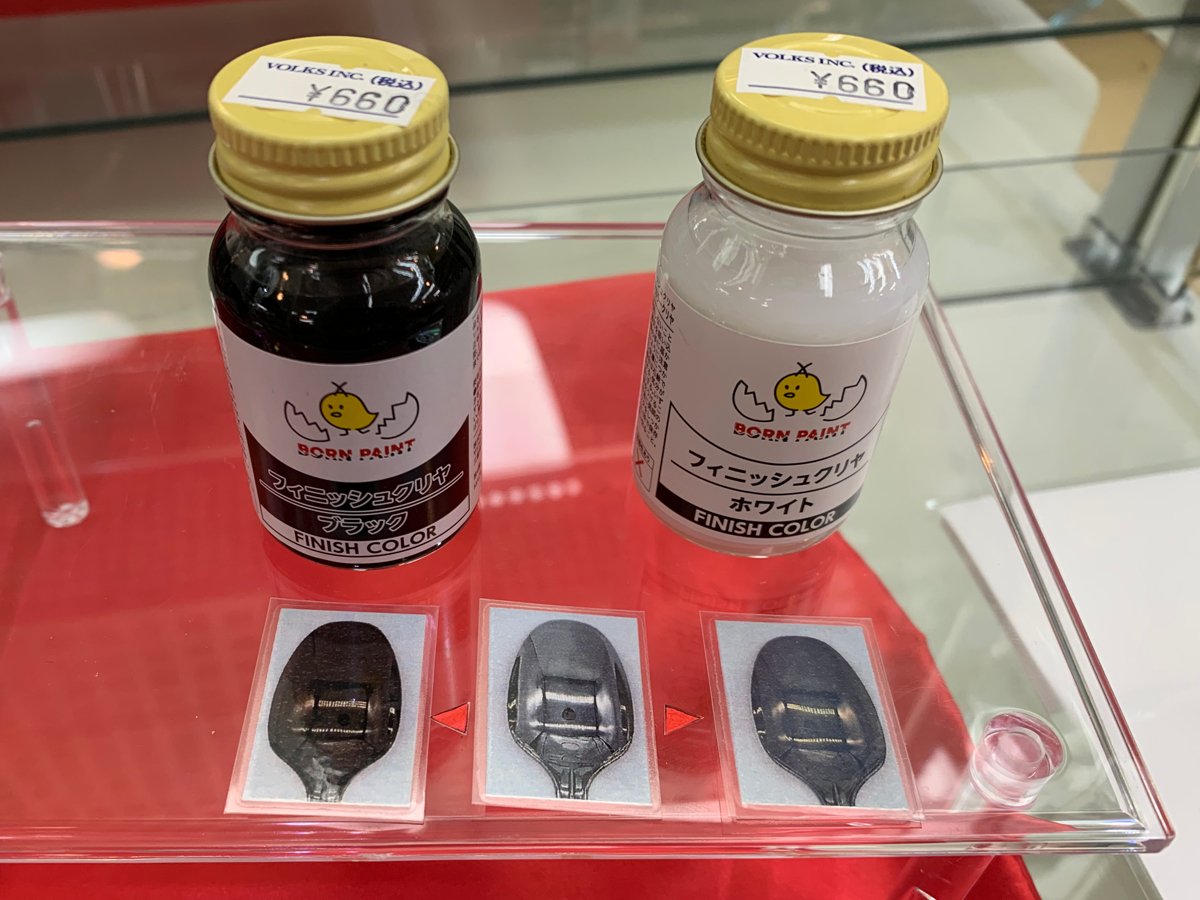 VOLKS INC. (税込)
¥660
BORN PAINT
フィニッシュクリヤ
ブラック
FINISH COLOR
VOLKS INC. (税込)
¥660
BORN PAINT
フィニッシュクリヤ
ホワイト
FINISH COLOR